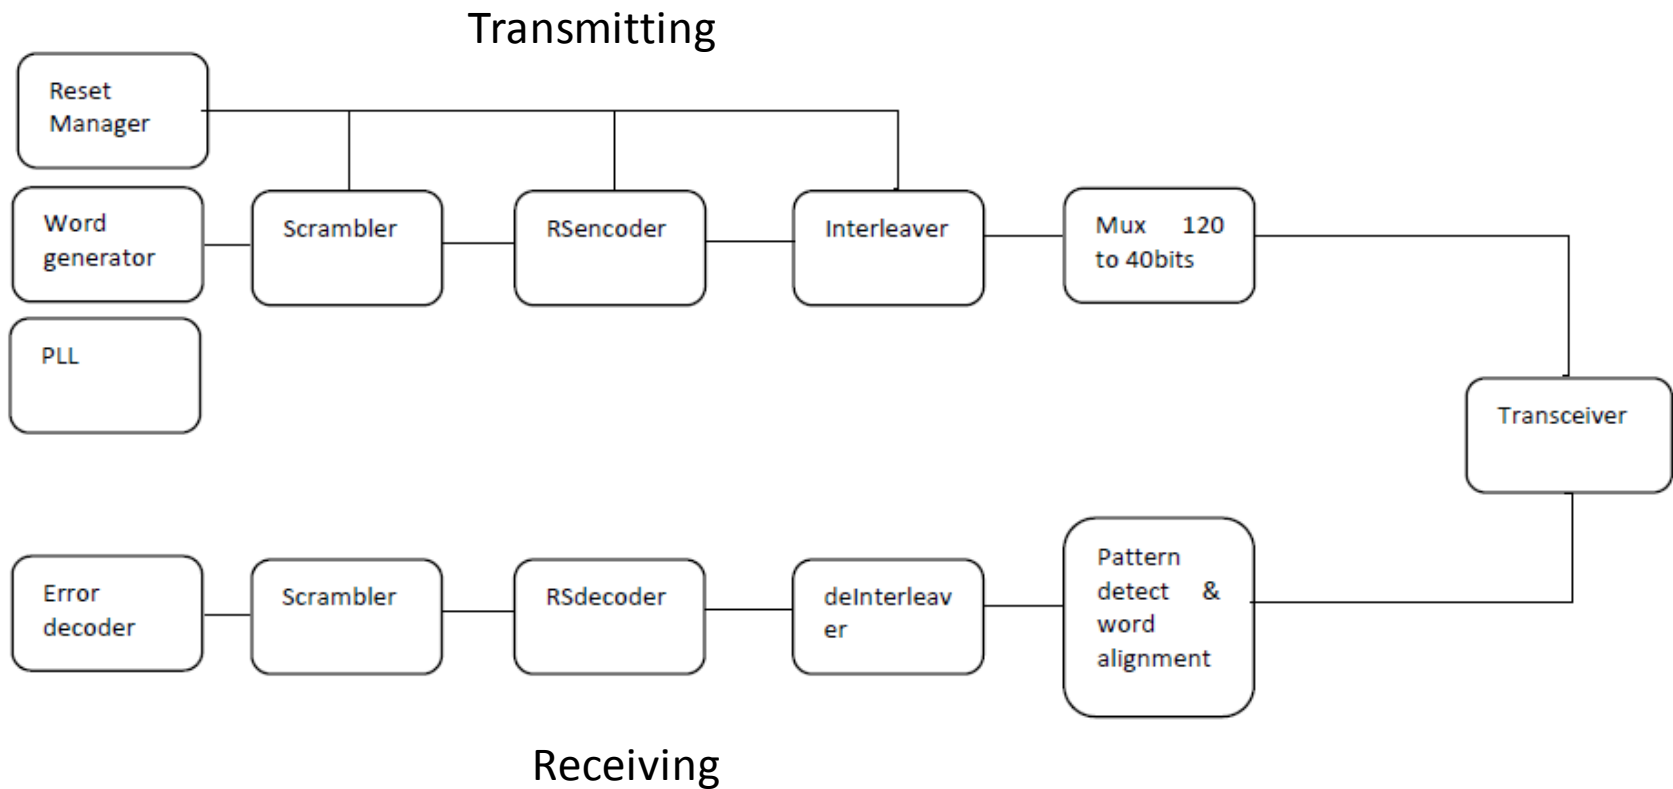 Transmitting
Reset
Manager
Word
generator
Scrambler
RSencoder
Interleaver
Mux 120
to 40bits
PLL
Transceiver
Error
decoder
Scrambler
RSdecoder
deInterleav
er
Pattern
detect &
word
alignment
Receiving